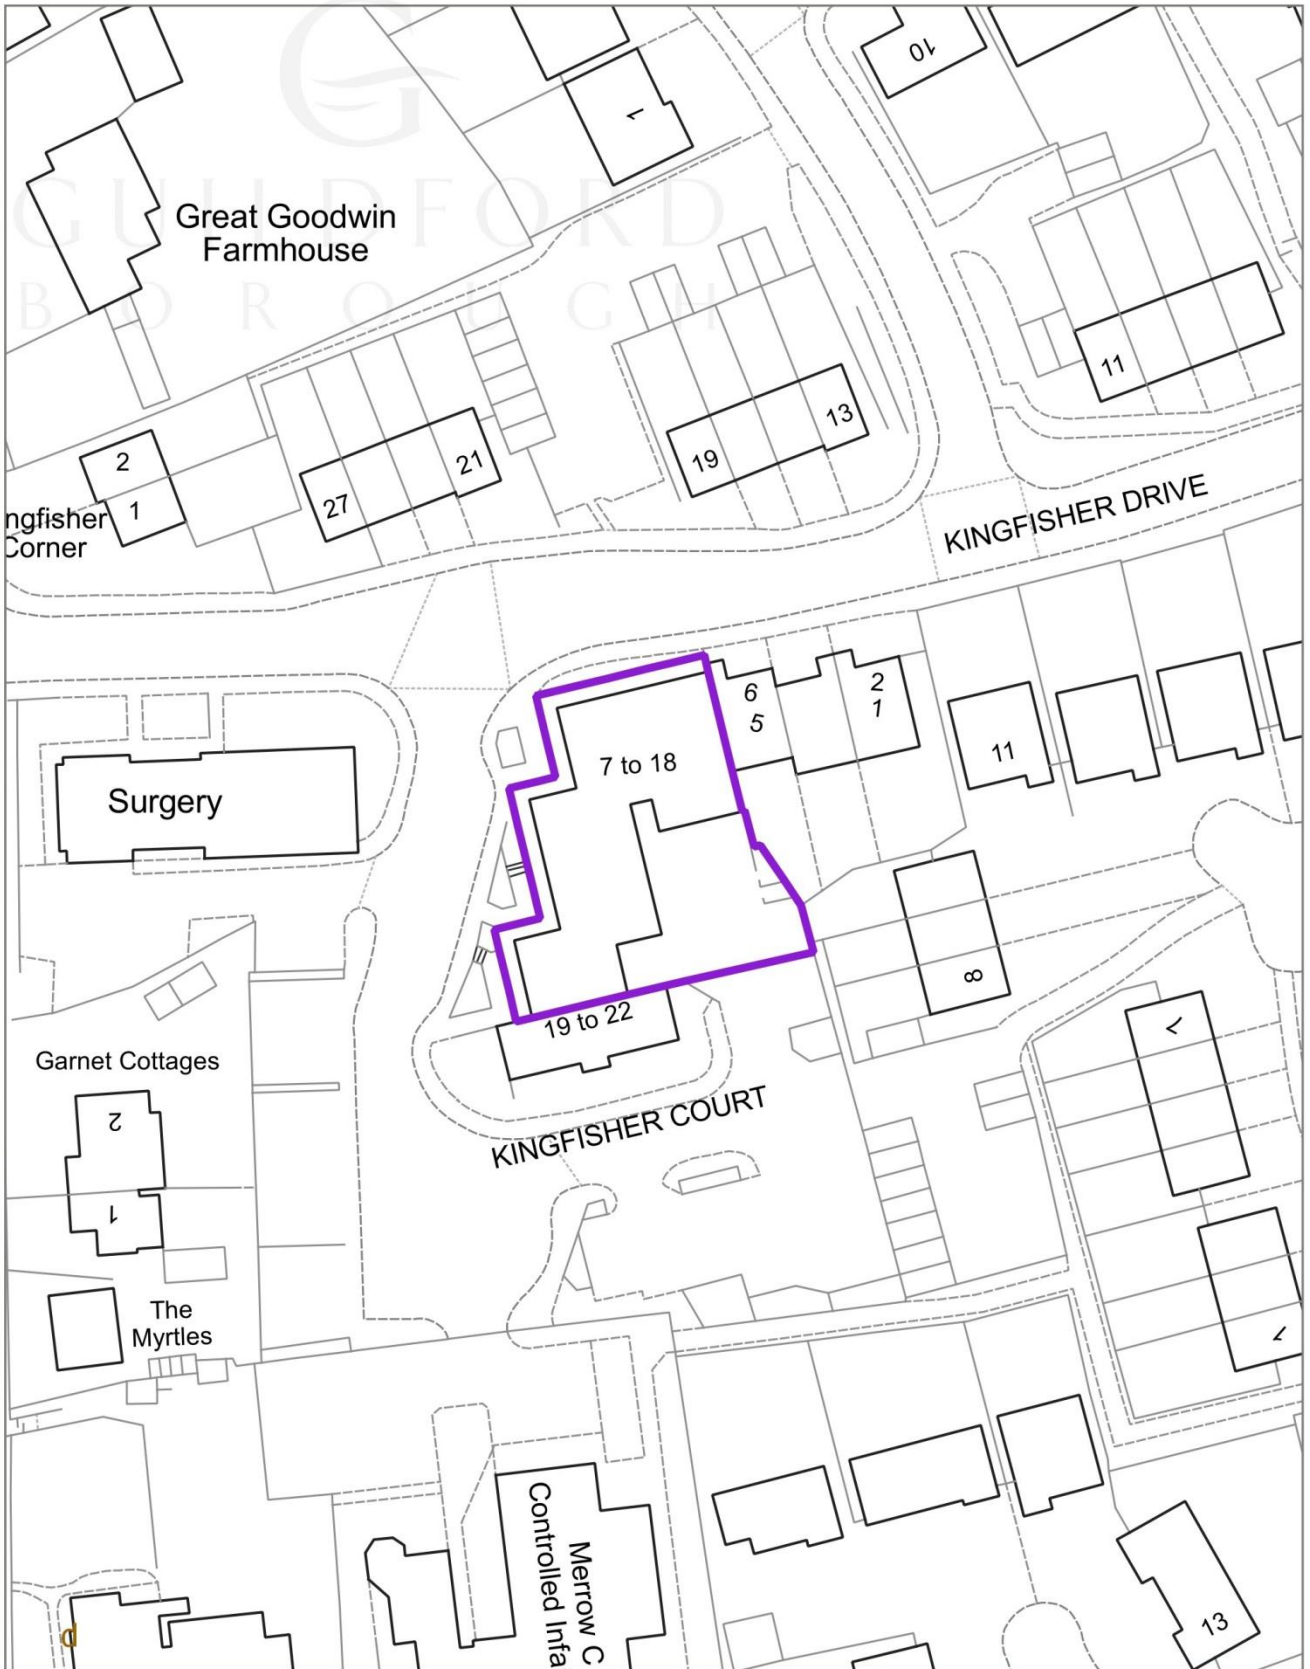 10
1
GUILDFORD
Great Goodwin
Farmhouse
BOROUGH
11
13
2
19
21
27
1
ngfisher
Corner
KINGFISHER DRIVE
6
5
2
1
7 to 18
11
Surgery
8
19 to 22
7
Garnet Cottages
KINGFISHER COURT
2
1
The
Myrtles
1
Merrow C
Controlled Infa
13
d